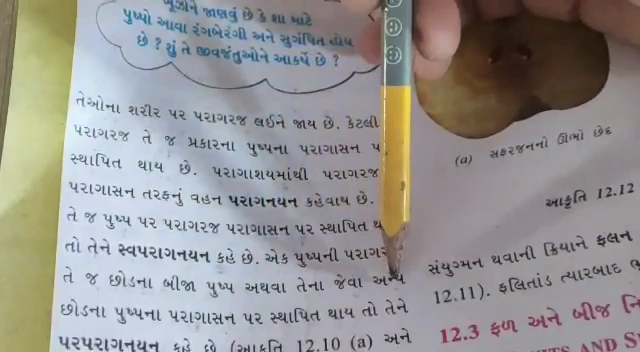 બૂઝોને જાણવું છે કે શા માટે
પુષ્પો આવા રંગબેરંગી અને સુગંધિત હોય
છે ? શું તે જીવજંતુઓને આકર્ષે છે ?
તેઓના શરીર પર પરાગરજ લઈને જાય છે. કેટલી
પરાગરજ તે જ પ્રકારના પુષ્પના પરાગાસન
સ્થાપિત થાય છે. પરાગાશયમાંથી પરાગરજ
પરાગાસન તરફનું વહન પરાગનયન કહેવાય છે.
તે જ પુષ્પ પર પરાગરજ પરાગાસન પર સ્થાપિત
તો તેને સ્વપરાગનયન કહે છે. એક પુષ્પની
તે જ છોડના બીજા પુષ્પ અથવા તેના જેવા અન્ય
છોડના પુષ્પના પરાગાસન પર સ્થાપિત થાય તો તેને
પરપરાગનયન કહે છે (આકૃતિ 12.10 (a) અને
(a) સફરજનનો ઊભો છેદ
આકૃતિ 12.12
સંયુગ્મન થવાની ક્રિયાને ફલન
12.11). ફલિતાંડ ત્યારબાદ
12.3 ફળ અને બીજ
AND